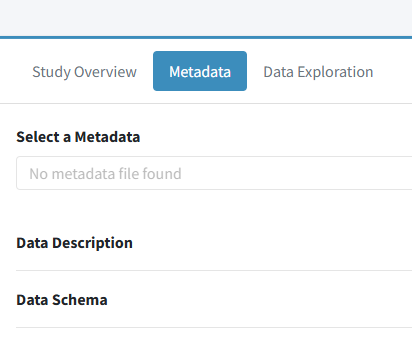 Study Overview Metadata Data Exploration
Select a Metadata
No metadata file found
Data Description
Data Schema